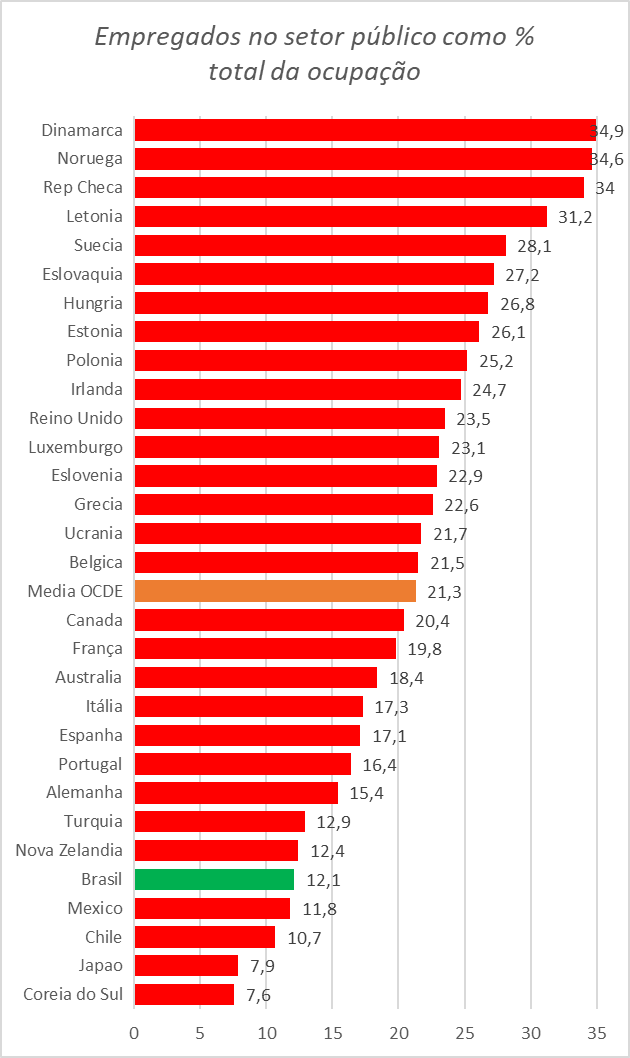 Empregados no setor público como %
total da ocupação
Dinamarca 34,9
Noruega 34,6
Rep Checa 34
Letonia 31,2
Suecia 28,1
Eslovaquia 27,2
Hungria 26,8
Estonia 26,1
Polonia 25,2
Irlanda 24,7
Reino Unido 23,5
Luxemburgo 23,1
Eslovenia 22,9
Grecia 22,6
Ucrania 21,7
Belgica 21,5
Media OCDE 21,3
Canada 20,4
França 19,8
Australia 18,4
Itália 17,3
Espanha 17,1
Portugal 16,4
Alemanha 15,4
Turquia 12,9
Nova Zelandia 12,4
Brasil 12,1
Mexico 11,8
Chile 10,7
Japao 7,9
Coreia do Sul 7,6
0 5 10 15 20 25 30 35